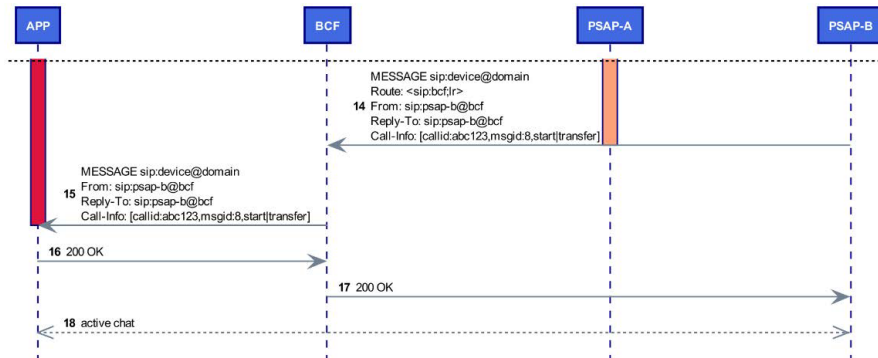 APP
BCF
PSAP-A
PSAP-B
MESSAGE sip:device@domain
Route: <sip:bcf;lr>
14 From: sip:psap-b@bcf
Reply-To: sip:psap-b@bcf
Call-Info: [callid:abc123,msgid:8,start|transfer]
MESSAGE sip:device@domain
15 From: sip:psap-b@bcf
Reply-To: sip:psap-b@bcf
Call-Info: [callid:abc123,msgid:8,start|transfer]
16 200 OK
17 200 OK
18 active chat